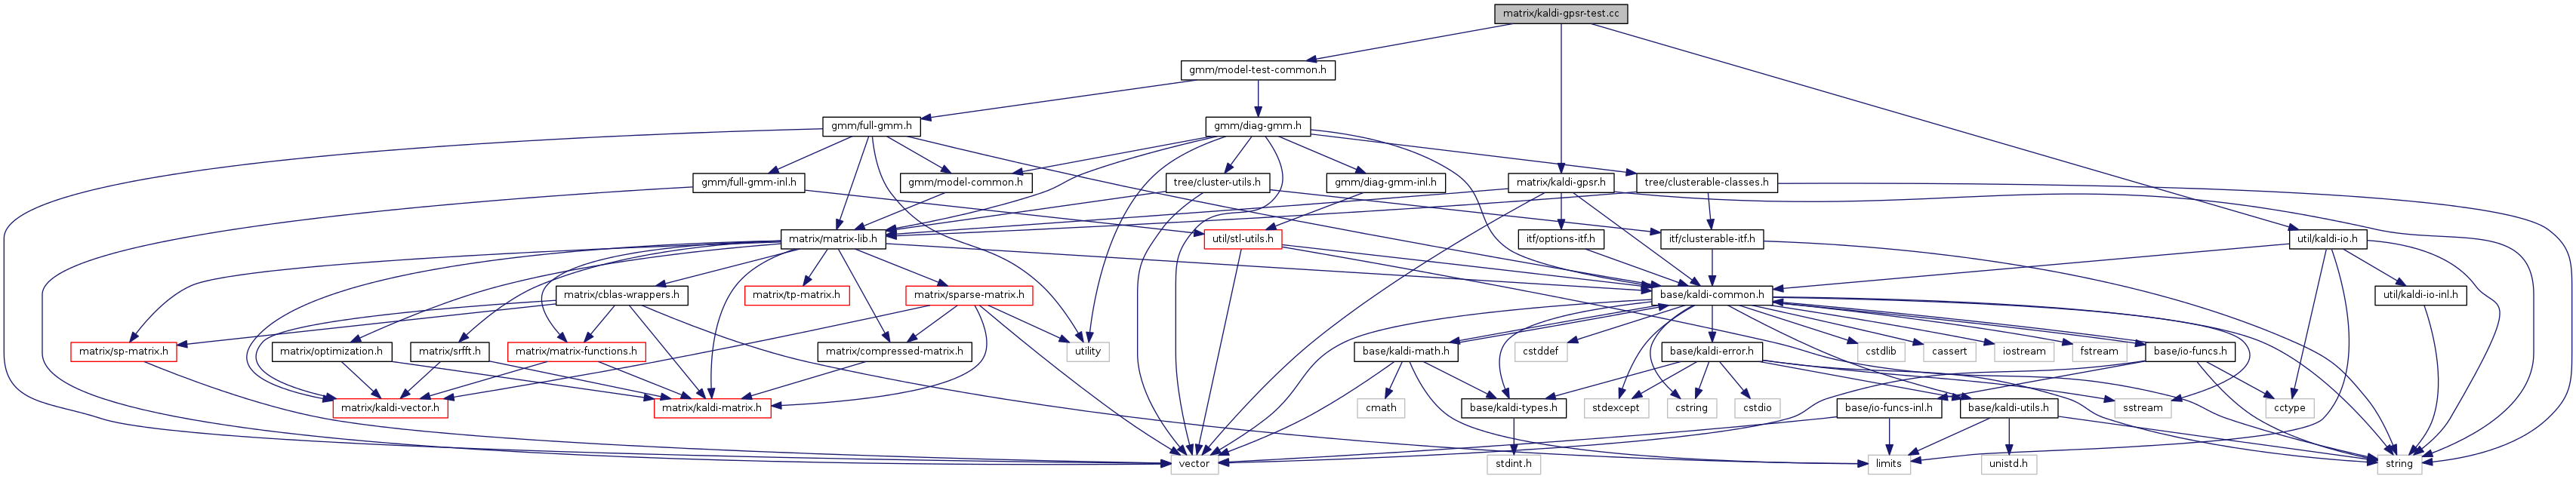 matrix/kaldi-gpsr-test.cc
gmm/model-test-common.h
gmm/full-gmm.h
gmm/diag-gmm.h
gmm/full-gmm-inl.h
gmm/model-common.h
tree/cluster-utils.h
gmm/diag-gmm-inl.h
matrix/kaldi-gpsr.h
tree/clusterable-classes.h
matrix/matrix-lib.h
util/stl-utils.h
itf/options-itf.h
itf/clusterable-itf.h
util/kaldi-io.h
matrix/cblas-wrappers.h
matrix/tp-matrix.h
matrix/sparse-matrix.h
base/kaldi-common.h
util/kaldi-io-inl.h
matrix/sp-matrix.h
matrix/optimization.h
matrix/srfft.h
matrix/matrix-functions.h
matrix/compressed-matrix.h
utility
base/kaldi-math.h
cstddef
base/kaldi-error.h
cstdlib
cassert
iostream
fstream
base/io-funcs.h
matrix/kaldi-vector.h
matrix/kaldi-matrix.h
cmath
base/kaldi-types.h
stdexcept
cstring
cstdio
base/io-funcs-inl.h
base/kaldi-utils.h
sstream
cctype
vector
stdint.h
limits
unistd.h
string